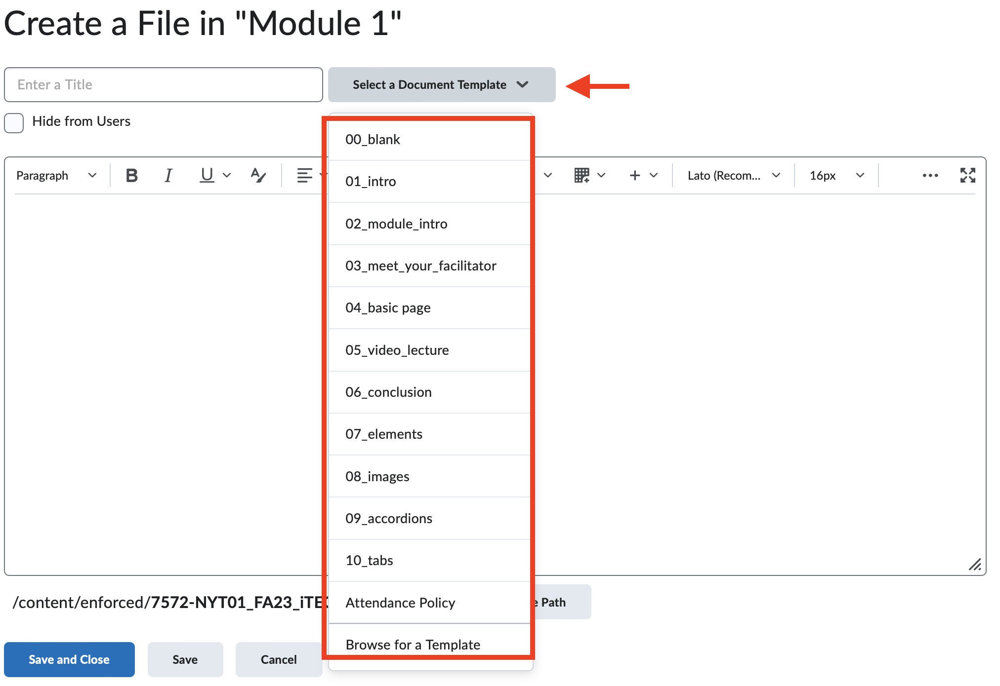 Create a File in "Module 1"
Enter a Title
Select a Document Template
Hide from Users
Paragraph
B I U A
Lato (Recom...
16px
00_blank
01_intro
02_module_intro
03_meet_your_facilitator
04_basic page
05_video_lecture
06_conclusion
07_elements
08_images
09_accordions
10_tabs
Attendance Policy
Browse for a Template
/content/enforced/7572-NYT01_FA23_iTE
Path
Save and Close
Save
Cancel